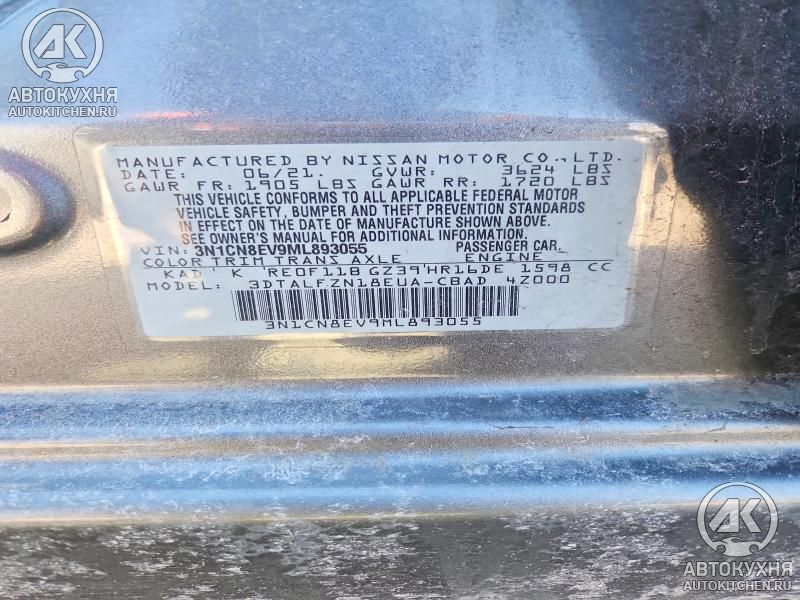 AK
АВТОКУХНЯ
AUTOKITCHEN.RU
MANUFACTURED BY NISSAN MOTOR CO.,LTD.
DATE: 06/21. GVWR: 3624 LBS
GAWR FR: 1905 LBS GAWR RR: 1720 LBS
THIS VEHICLE CONFORMS TO ALL APPLICABLE FEDERAL MOTOR
VEHICLE SAFETY, BUMPER AND THEFT PREVENTION STANDARDS
IN EFFECT ON THE DATE OF MANUFACTURE SHOWN ABOVE.
SEE OWNER'S MANUAL FOR ADDITIONAL INFORMATION.
VIN: 3N1CN8EV9ML893055 PASSENGER CAR.
COLOR TRIM TRANS AXLE ENGINE
KAD' K 'RE0F11B GZ39'HR16DE 1598 CC
MODEL: 3DTALFZN18EUA-CBAD 4Z000
3N1CN8EV9ML893055
AK
АВТОКУХНЯ
AUTOKITCHEN.RU